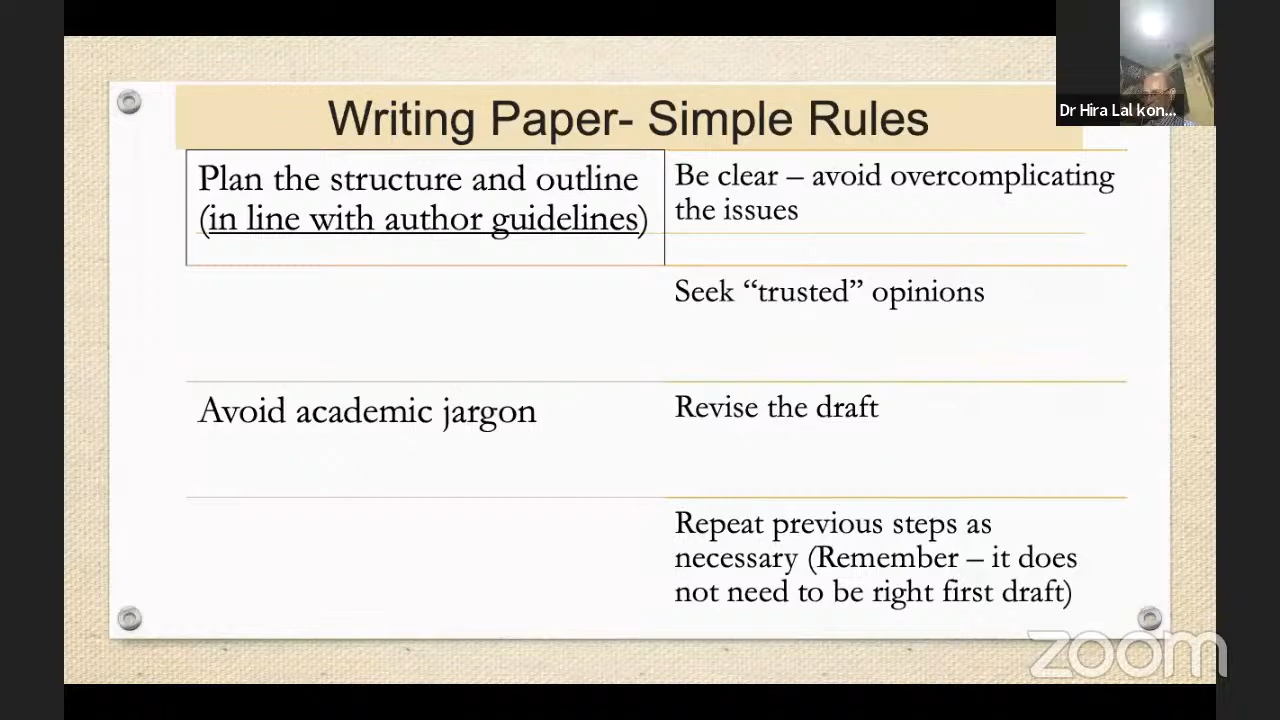 Writing Paper- Simple Rules
Plan the structure and outline
(in line with author guidelines)
Be clear – avoid overcomplicating
the issues
Seek “trusted” opinions
Avoid academic jargon
Revise the draft
Repeat previous steps as
necessary (Remember – it does
not need to be right first draft)
Dr Hira Lal kon...
zoom